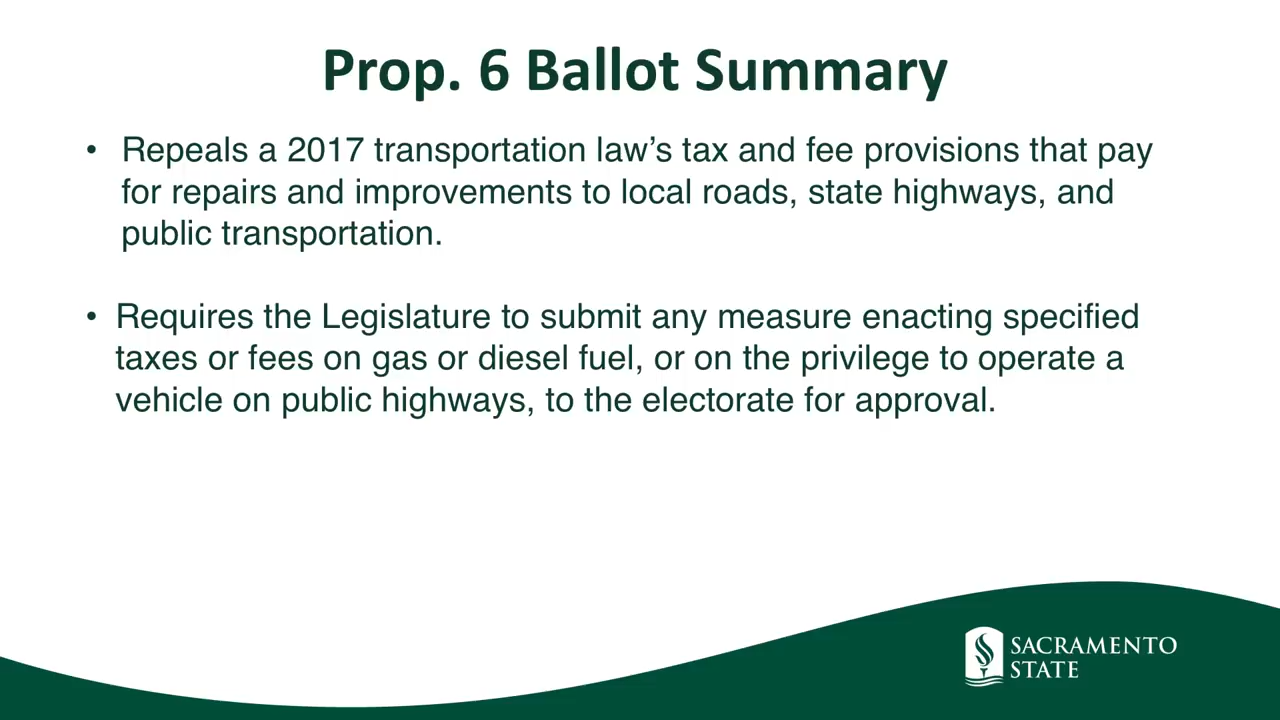 Prop. 6 Ballot Summary
• Repeals a 2017 transportation law’s tax and fee provisions that pay
for repairs and improvements to local roads, state highways, and
public transportation.
• Requires the Legislature to submit any measure enacting specified
taxes or fees on gas or diesel fuel, or on the privilege to operate a
vehicle on public highways, to the electorate for approval.
SACRAMENTO
STATE